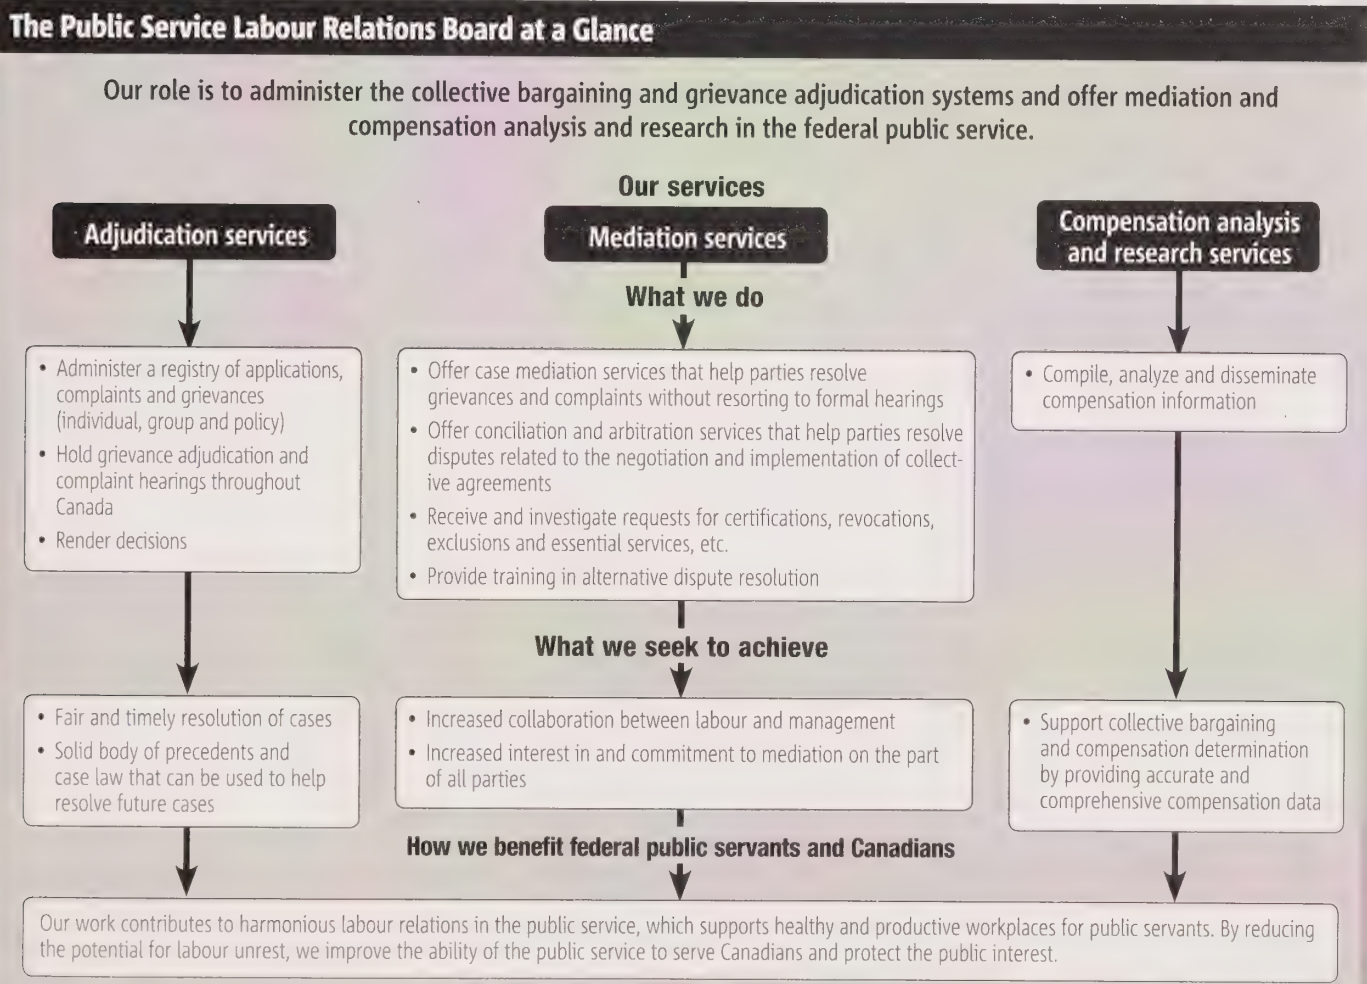 The Public Service Labour Relations Board at a Glance
Our role is to administer the collective bargaining and grievance adjudication systems and offer mediation and
compensation analysis and research in the federal public service.
Our services
Adjudication services
Mediation services
Compensation analysis
and research services
What we do
• Administer a registry of applications,
complaints and grievances
(individual, group and policy)
• Hold grievance adjudication and
complaint hearings throughout
Canada
• Render decisions
• Offer case mediation services that help parties resolve
grievances and complaints without resorting to formal hearings
• Offer conciliation and arbitration services that help parties resolve
disputes related to the negotiation and implementation of collect-
ive agreements
• Receive and investigate requests for certifications, revocations,
exclusions and essential services, etc.
• Provide training in alternative dispute resolution
• Compile, analyze and disseminate
compensation information
What we seek to achieve
• Fair and timely resolution of cases
• Solid body of precedents and
case law that can be used to help
resolve future cases
• Increased collaboration between labour and management
• Increased interest in and commitment to mediation on the part
of all parties
• Support collective bargaining
and compensation determination
by providing accurate and
comprehensive compensation data
How we benefit federal public servants and Canadians
Our work contributes to harmonious labour relations in the public service, which supports healthy and productive workplaces for public servants. By reducing
the potential for labour unrest, we improve the ability of the public service to serve Canadians and protect the public interest.